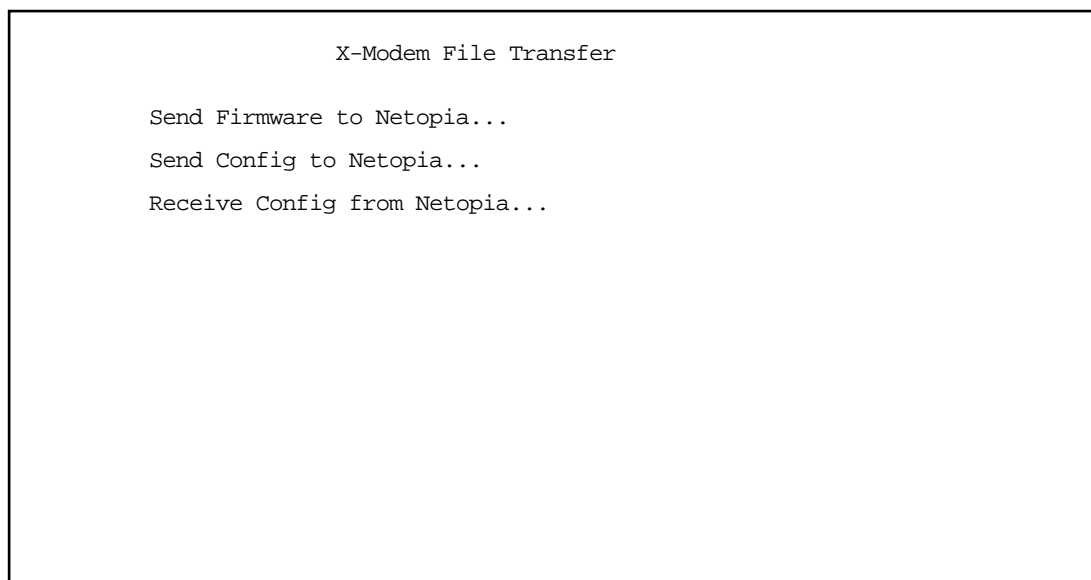 X-Modem File Transfer
Send Firmware to Netopia...
Send Config to Netopia...
Receive Config from Netopia...